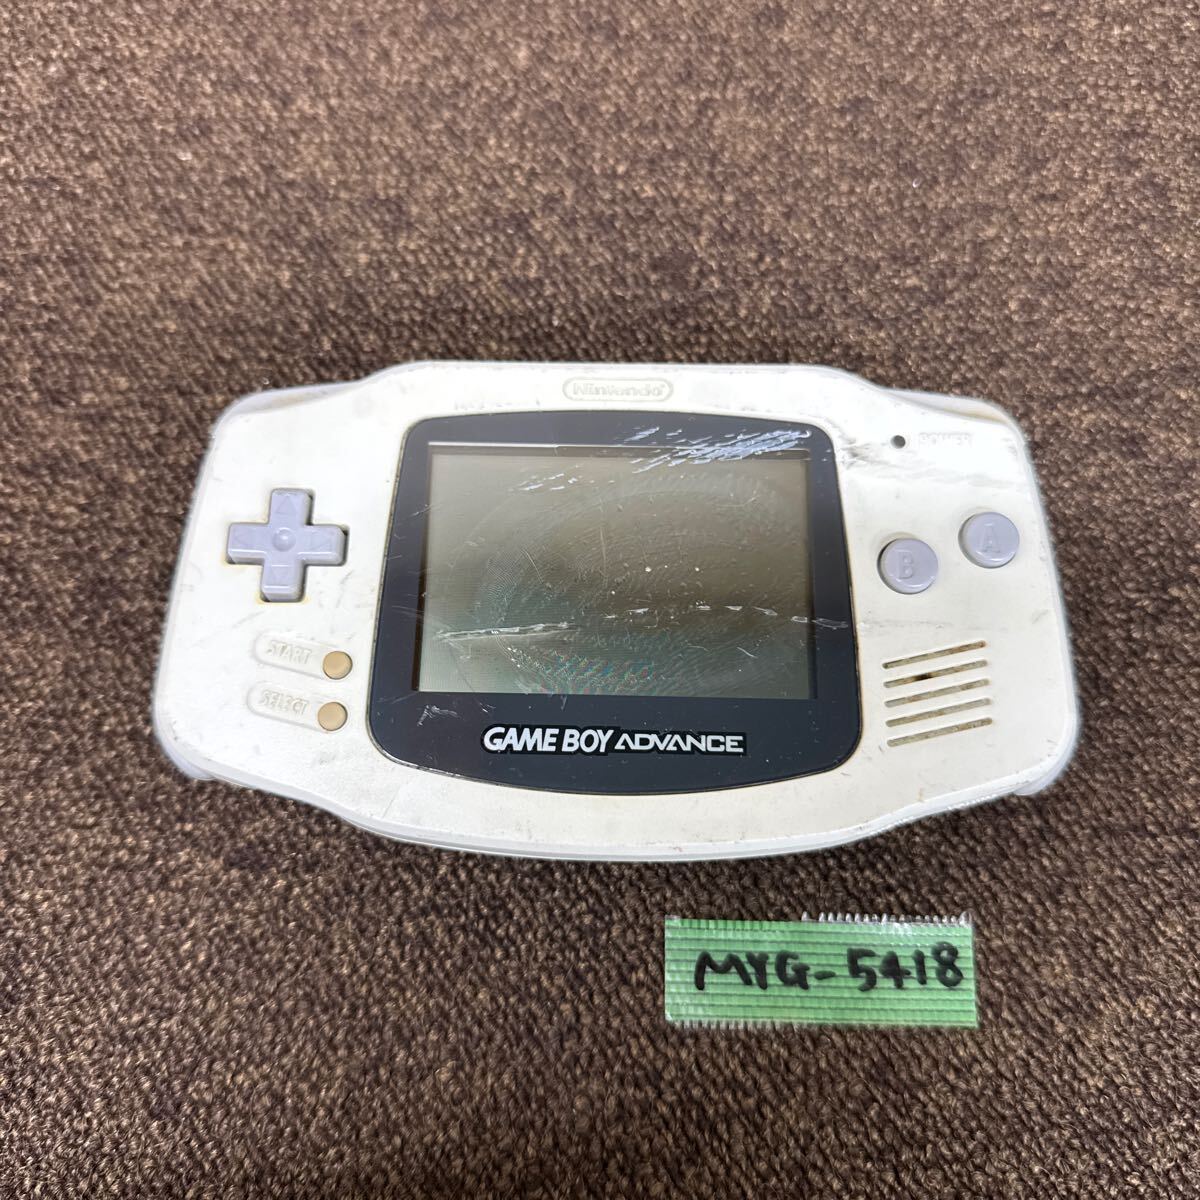 Nintendo®
POWER
A
B
START
SELECT
GAME BOY ADVANCE
MYG-5418